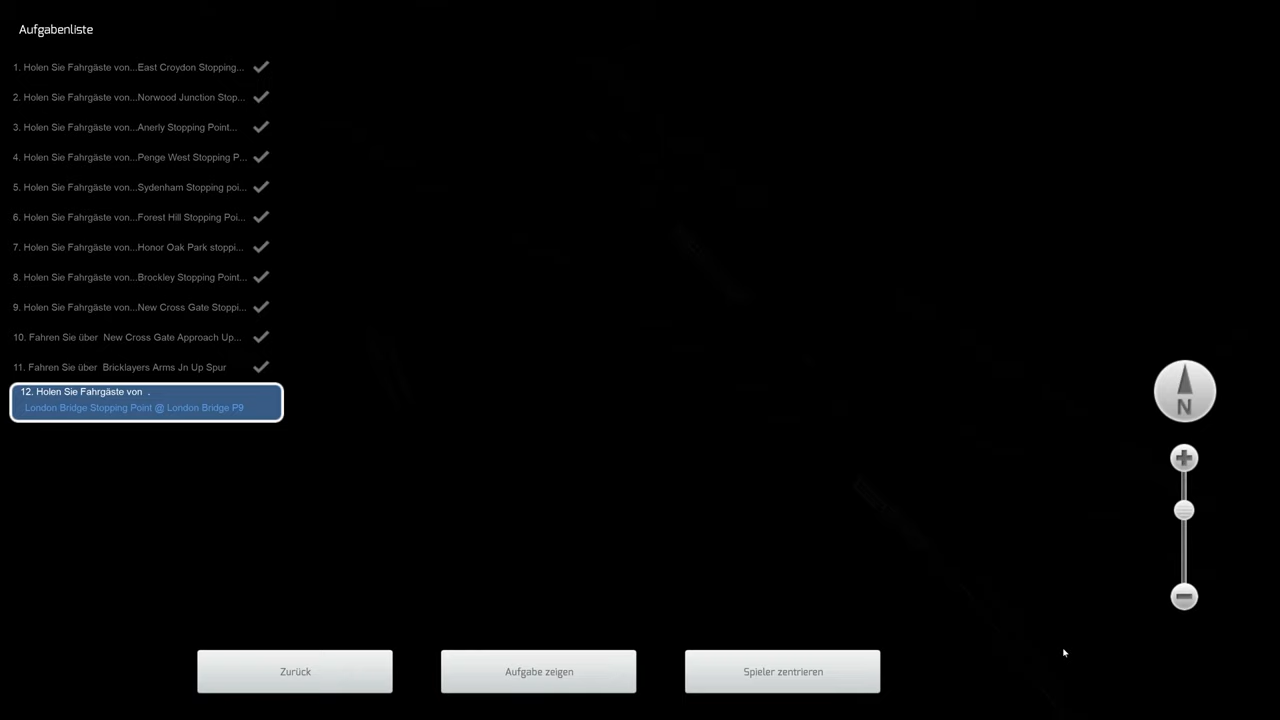 Aufgabenliste
1. Holen Sie Fahrgäste von...East Croydon Stopping...
2. Holen Sie Fahrgäste von...Norwood Junction Stop...
3. Holen Sie Fahrgäste von...Anerly Stopping Point...
4. Holen Sie Fahrgäste von...Penge West Stopping P...
5. Holen Sie Fahrgäste von...Sydenham Stopping poi...
6. Holen Sie Fahrgäste von...Forest Hill Stopping Poi...
7. Holen Sie Fahrgäste von...Honor Oak Park stoppi...
8. Holen Sie Fahrgäste von...Brockley Stopping Point...
9. Holen Sie Fahrgäste von...New Cross Gate Stoppi...
10. Fahren Sie über  New Cross Gate Approach Up...
11. Fahren Sie über  Bricklayers Arms Jn Up Spur
12. Holen Sie Fahrgäste von  .
London Bridge Stopping Point @ London Bridge P9
N
Zurück
Aufgabe zeigen
Spieler zentrieren